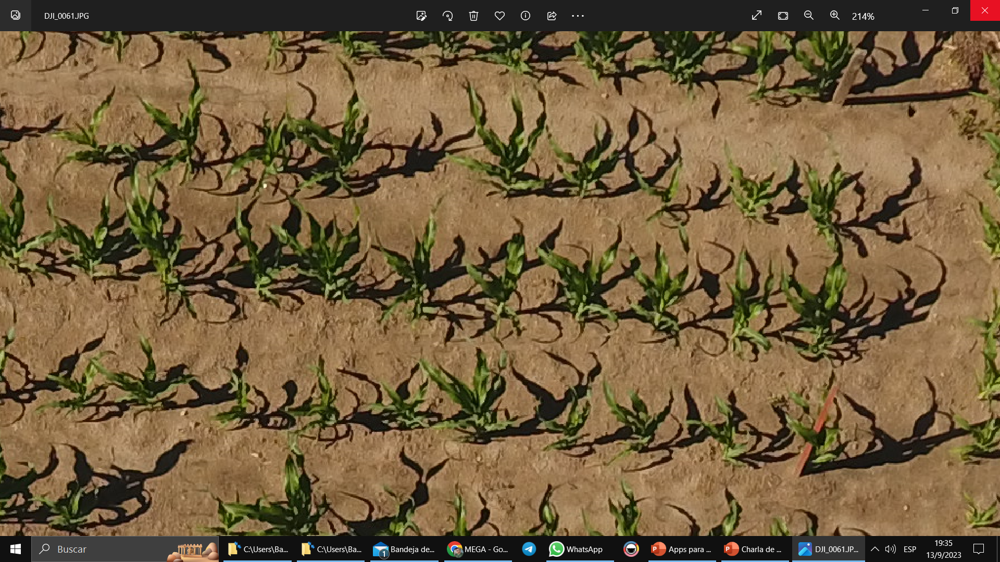 DJI_0061.JPG
214%
Buscar
C:\Users\Ba...
C:\Users\Ba...
1
Bandeja de...
MEGA - Go...
WhatsApp
Apps para ...
Charla de ...
DJI_0061.JP...
ESP
19:35
13/9/2023